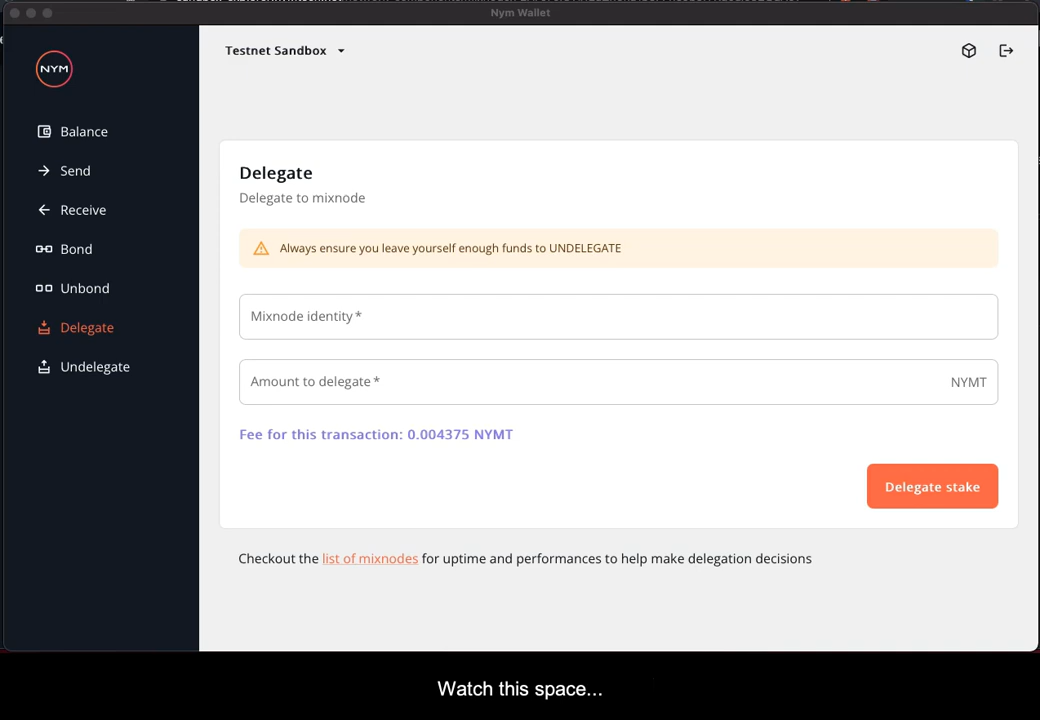 Nym Wallet
NYM
Testnet Sandbox
Balance
Send
Receive
Bond
Unbond
Delegate
Undelegate
Delegate
Delegate to mixnode
Always ensure you leave yourself enough funds to UNDELEGATE
Mixnode identity *
Amount to delegate *
NYMT
Fee for this transaction: 0.004375 NYMT
Delegate stake
Checkout the list of mixnodes for uptime and performances to help make delegation decisions
Watch this space...